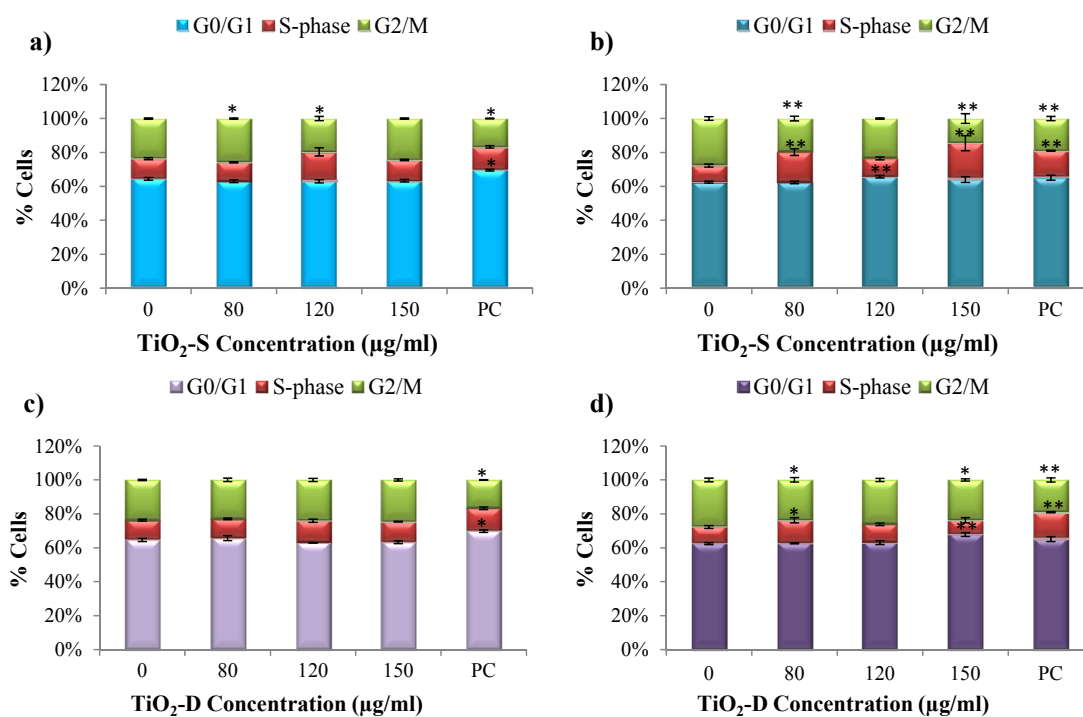 G0/G1 S-phase G2/M
a)
120%
100%
80%
60%
40%
20%
0%
% Cells
* * * *
0 80 120 150 PC
TiO₂-S Concentration (µg/ml)
G0/G1 S-phase G2/M
b)
120%
100%
80%
60%
40%
20%
0%
% Cells
** ** **
** ** ** **
0 80 120 150 PC
TiO₂-S Concentration (µg/ml)
G0/G1 S-phase G2/M
c)
120%
100%
80%
60%
40%
20%
0%
% Cells
*
*
0 80 120 150 PC
TiO₂-D Concentration (µg/ml)
G0/G1 S-phase G2/M
d)
120%
100%
80%
60%
40%
20%
0%
% Cells
* * **
* ** **
0 80 120 150 PC
TiO₂-D Concentration (µg/ml)